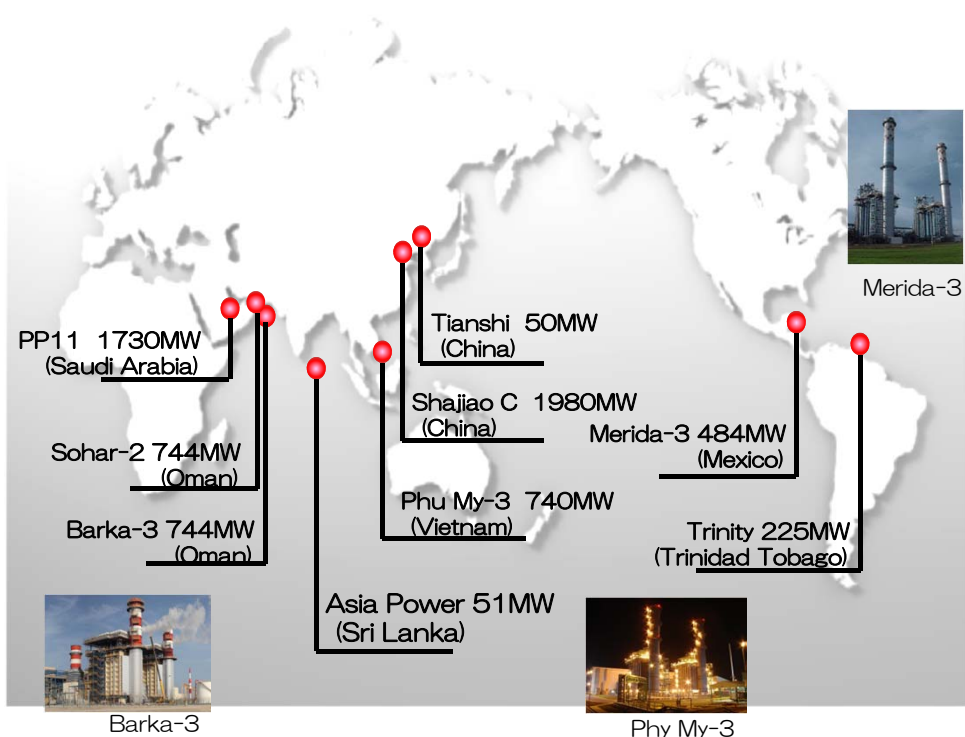 Merida-3
PP11 1730MW
(Saudi Arabia)
Tianshi 50MW
(China)
Shajiao C 1980MW
(China)
Merida-3 484MW
(Mexico)
Sohar-2 744MW
(Oman)
Phu My-3 740MW
(Vietnam)
Barka-3 744MW
(Oman)
Trinity 225MW
(Trinidad Tobago)
Asia Power 51MW
(Sri Lanka)
Barka-3
Phy My-3